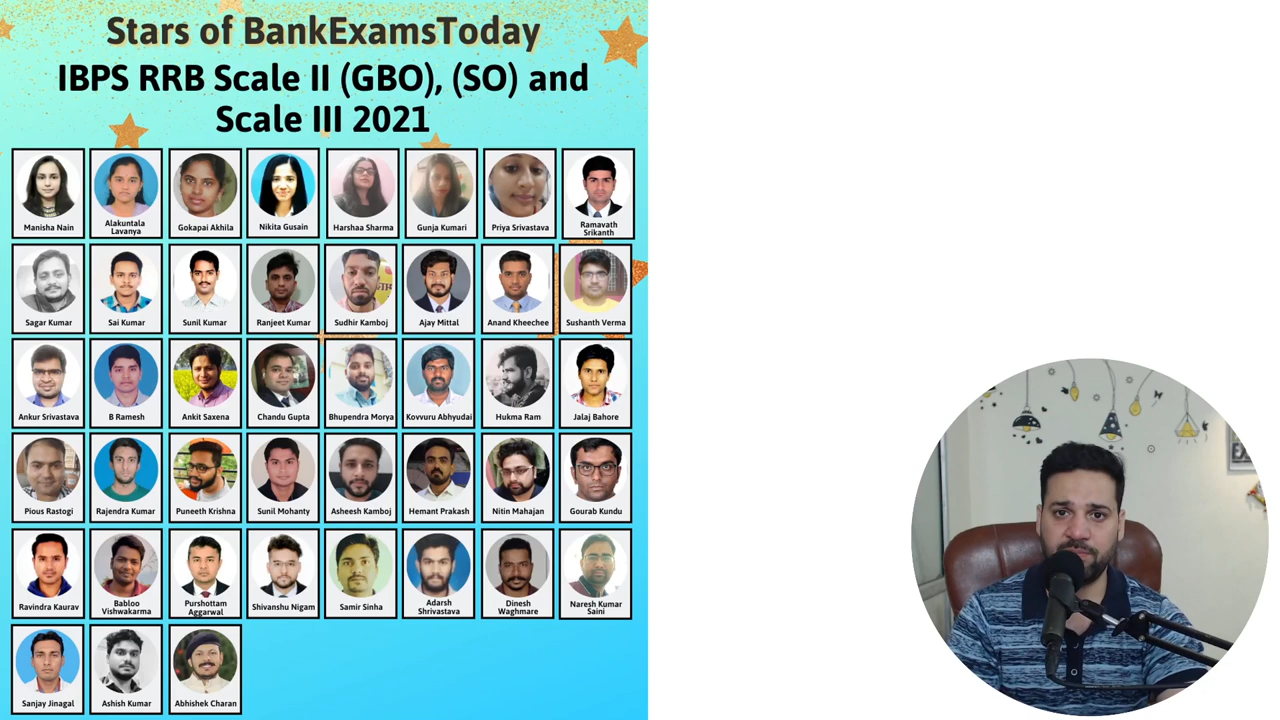 Stars of BankExamsToday
IBPS RRB Scale II (GBO), (SO) and
Scale III 2021
Manisha Nain
Alakuntala
Lavanya
Gokapai Akhila
Nikita Gusain
Harshaa Sharma
Gunja Kumari
Priya Srivastava
Ramavath
Srikanth
Sagar Kumar
Sai Kumar
Sunil Kumar
Ranjeet Kumar
Sudhir Kamboj
Ajay Mittal
Anand Kheechee
Sushanth Verma
Ankur Srivastava
B Ramesh
Ankit Saxena
Chandu Gupta
Bhupendra Morya
Kovvuru Abhyudai
Hukma Ram
Jalaj Bahore
Pious Rastogi
Rajendra Kumar
Puneeth Krishna
Sunil Mohanty
Asheesh Kamboj
Hemant Prakash
Nitin Mahajan
Gourab Kundu
Ravindra Kaurav
Babloo
Vishwakarma
Purshottam
Aggarwal
Shivanshu Nigam
Samir Sinha
Adarsh
Shrivastava
Dinesh
Waghmare
Naresh Kumar
Saini
Sanjay Jinagal
Ashish Kumar
Abhishek Charan